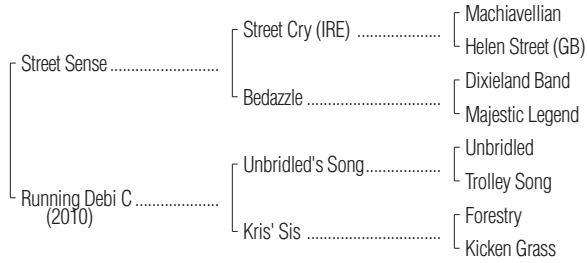 Machiavellian
Street Cry (IRE) ....................
Helen Street (GB)
Street Sense ..........................
Dixieland Band
Bedazzle ................................
Majestic Legend
Unbridled
Unbridled's Song..................
Trolley Song
Running Debi C ....................
(2010)
Forestry
Kris' Sis ................................
Kicken Grass